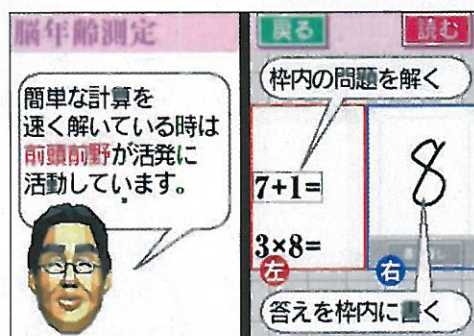 脳年齢測定
簡単な計算を
速く解いている時は
前頭前野が活発に
活動しています。
戻る
読む
枠内の問題を解く
7+1=
8
3×8=
左
右
答えを枠内に書く